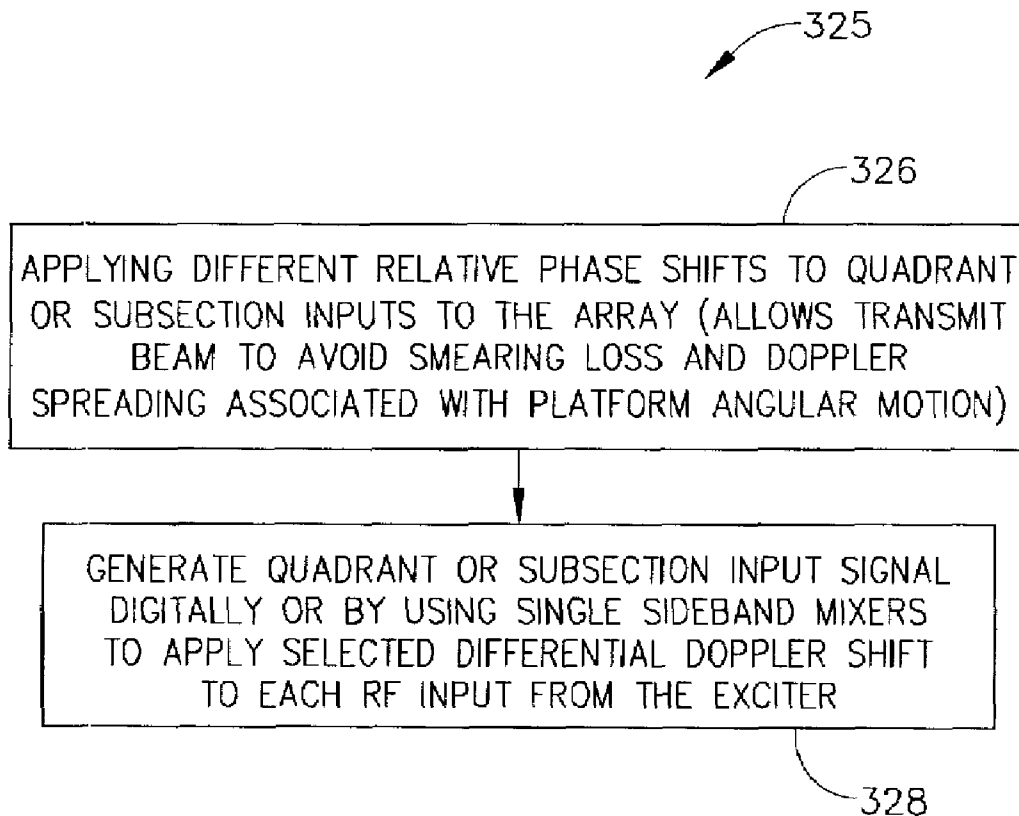 325
326
APPLYING DIFFERENT RELATIVE PHASE SHIFTS TO QUADRANT
OR SUBSECTION INPUTS TO THE ARRAY (ALLOWS TRANSMIT
BEAM TO AVOID SMEARING LOSS AND DOPPLER
SPREADING ASSOCIATED WITH PLATFORM ANGULAR MOTION)
GENERATE QUADRANT OR SUBSECTION INPUT SIGNAL
DIGITALLY OR BY USING SINGLE SIDEBAND MIXERS
TO APPLY SELECTED DIFFERENTIAL DOPPLER SHIFT
TO EACH RF INPUT FROM THE EXCITER
328